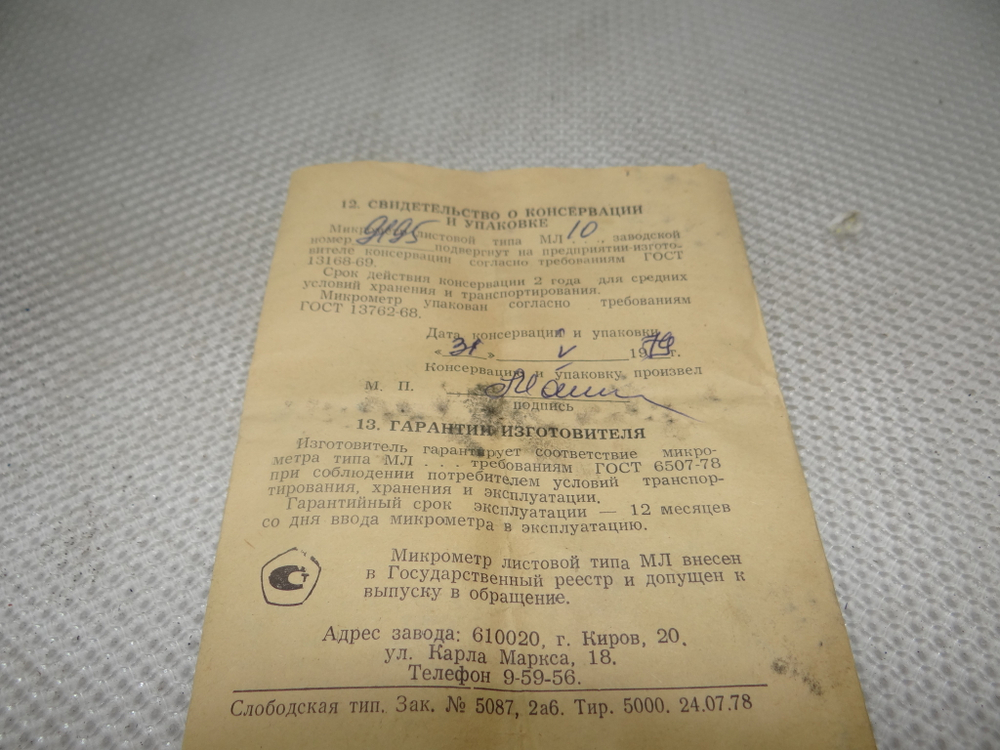 12. СВИДЕТЕЛЬСТВО О КОНСЕРВАЦИИ
И УПАКОВКЕ
листовой типа МЛ 10 . . . , заводской
номер 9195 подвергнут на предприятии-изгото-
вителе консервации согласно требованиям ГОСТ
13168-69.
Срок действия консервации 2 года для средних
условий хранения и транспортирования.
Микрометр упакован согласно требованиям
ГОСТ 13762-68.
Дата консервации и упаковки
« 31 » V 1979 г.
Консервацию и упаковку произвел
М. П.
подпись
13. ГАРАНТИИ ИЗГОТОВИТЕЛЯ
Изготовитель гарантирует соответствие микро-
метра типа МЛ . . . требованиям ГОСТ 6507-78
при соблюдении потребителем условий транспор-
тирования, хранения и эксплуатации.
Гарантийный срок эксплуатации — 12 месяцев
со дня ввода микрометра в эксплуатацию.
Микрометр листовой типа МЛ внесен
в Государственный реестр и допущен к
выпуску в обращение.
Адрес завода: 610020, г. Киров, 20.
ул. Карла Маркса, 18.
Телефон 9-59-56.
Слободская тип. Зак. № 5087, 2а6. Тир. 5000. 24.07.78